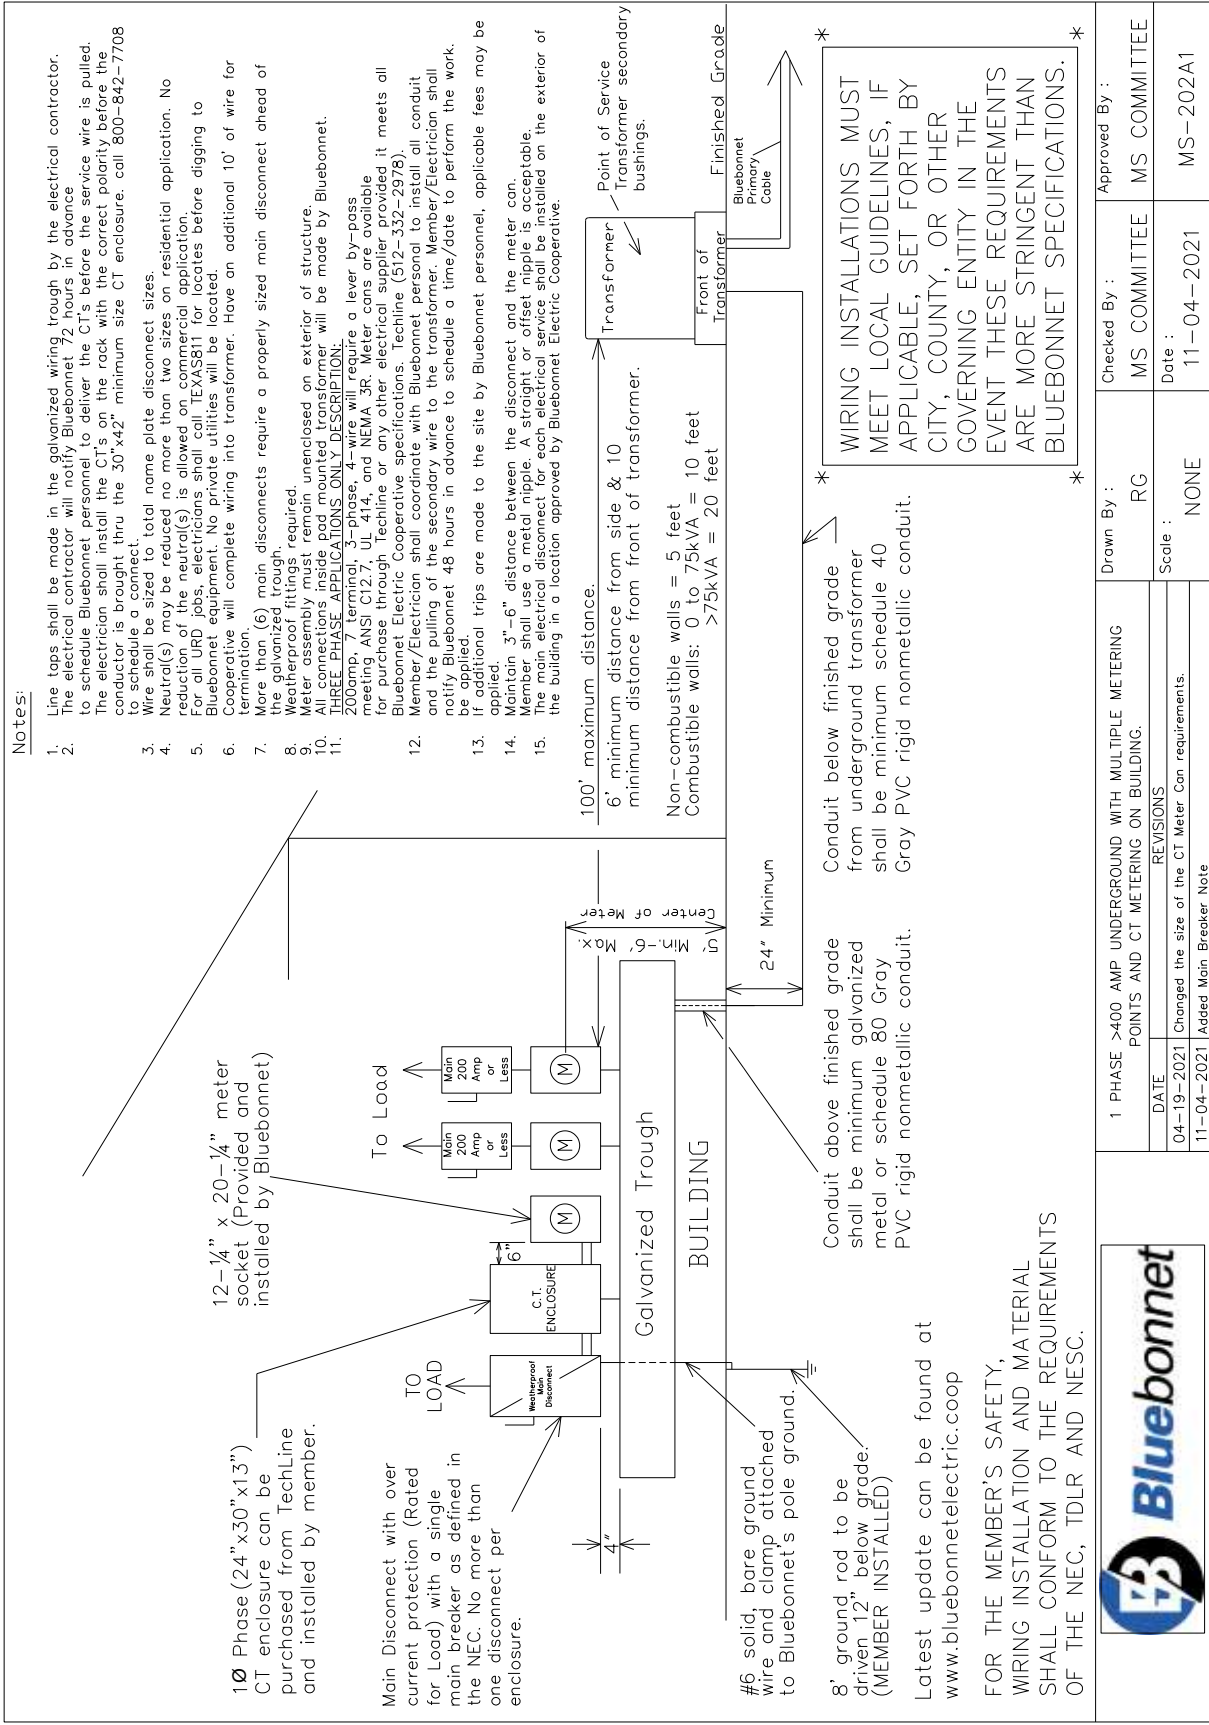 Notes:
1. Line taps shall be made in the galvanized wiring trough by the electrical contractor.
2. The electrical contractor will notify Bluebonnet 72 hours in advance
to schedule Bluebonnet personnel to deliver the CT's before the service wire is pulled.
The electrician shall install the CT's on the rack with the correct polarity before the
conductor is brought thru the 30"x42" minimum size CT enclosure. call 800-842-7708
to schedule a connect.
3. Wire shall be sized to total name plate disconnect sizes.
4. Neutral(s) may be reduced no more than two sizes on residential application. No
reduction of the neutral(s) is allowed on commercial application.
5. For all URD jobs, electricians shall call TEXAS811 for locates before digging to
Bluebonnet equipment. No private utilities will be located.
6. Cooperative will complete wiring into transformer. Have an additional 10' of wire for
termination.
7. More than (6) main disconnects require a properly sized main disconnect ahead of
the galvanized trough.
8. Weatherproof fittings required.
9. Meter assembly must remain unenclosed on exterior of structure.
10. All connections inside pad mounted transformer will be made by Bluebonnet.
11. THREE PHASE APPLICATIONS ONLY DESCRIPTION:
200amp, 7 terminal, 3-phase, 4-wire will require a lever by-pass
meeting ANSI C12.7, UL 414, and NEMA 3R. Meter cans are available
for purchase through Techline or any other electrical supplier provided it meets all
Bluebonnet Electric Cooperative specifications. Techline (512-332-2978).
12. Member/Electrician shall coordinate with Bluebonnet personal to install all conduit
and the pulling of the secondary wire to the transformer. Member/Electrician shall
notify Bluebonnet 48 hours in advance to schedule a time/date to perform the work.
be applied.
13. If additional trips are made to the site by Bluebonnet personnel, applicable fees may be
applied.
14. Maintain 3"-6" distance between the disconnect and the meter can.
Member shall use a metal nipple. A straight or offset nipple is acceptable.
15. The main electrical disconnect for each electrical service shall be installed on the exterior of
the building in a location approved by Bluebonnet Electric Cooperative.
1Ø Phase (24"x30"x13")
CT enclosure can be
purchased from TechLine
and installed by member.
12-¼" x 20-¼" meter
socket (Provided and
installed by Bluebonnet)
Main Disconnect with over
current protection (Rated
for Load) with a single
main breaker as defined in
the NEC. No more than
one disconnect per
enclosure.
TO
LOAD
To Load
Weatherproof
Main
Disconnect
C.T.
ENCLOSURE
6"
M
M
M
Main
200
Amp
or
Less
Main
200
Amp
or
Less
4"
Galvanized Trough
BUILDING
5' Min.-6' Max.
Center of Meter
100' maximum distance.
6' minimum distance from side & 10
minimum distance from front of transformer.
Non-combustible walls = 5 feet
Combustible walls: 0 to 75kVA = 10 feet
>75kVA = 20 feet
Transformer
Front of
Transformer
Point of Service
Transformer secondary
bushings.
Finished Grade
Bluebonnet
Primary
Cable
24" Minimum
#6 solid, bare ground
wire and clamp attached
to Bluebonnet's pole ground.
8' ground rod to be
driven 12" below grade.
(MEMBER INSTALLED)
Conduit above finished grade
shall be minimum galvanized
metal or schedule 80 Gray
PVC rigid nonmetallic conduit.
Conduit below finished grade
from underground transformer
shall be minimum schedule 40
Gray PVC rigid nonmetallic conduit.
Latest update can be found at
www.bluebonnetelectric.coop
FOR THE MEMBER'S SAFETY,
WIRING INSTALLATION AND MATERIAL
SHALL CONFORM TO THE REQUIREMENTS
OF THE NEC, TDLR AND NESC.
* *
WIRING INSTALLATIONS MUST
MEET LOCAL GUIDELINES, IF
APPLICABLE, SET FORTH BY
CITY, COUNTY, OR OTHER
GOVERNING ENTITY IN THE
EVENT THESE REQUIREMENTS
ARE MORE STRINGENT THAN
BLUEBONNET SPECIFICATIONS.
* *
B Bluebonnet
1 PHASE >400 AMP UNDERGROUND WITH MULTIPLE METERING
POINTS AND CT METERING ON BUILDING.
DATE REVISIONS
04-19-2021 Changed the size of the CT Meter Can requirements.
11-04-2021 Added Main Breaker Note
Drawn By :
RG
Checked By :
MS COMMITTEE
Approved By :
MS COMMITTEE
Scale :
NONE
Date :
11-04-2021
MS-202A1